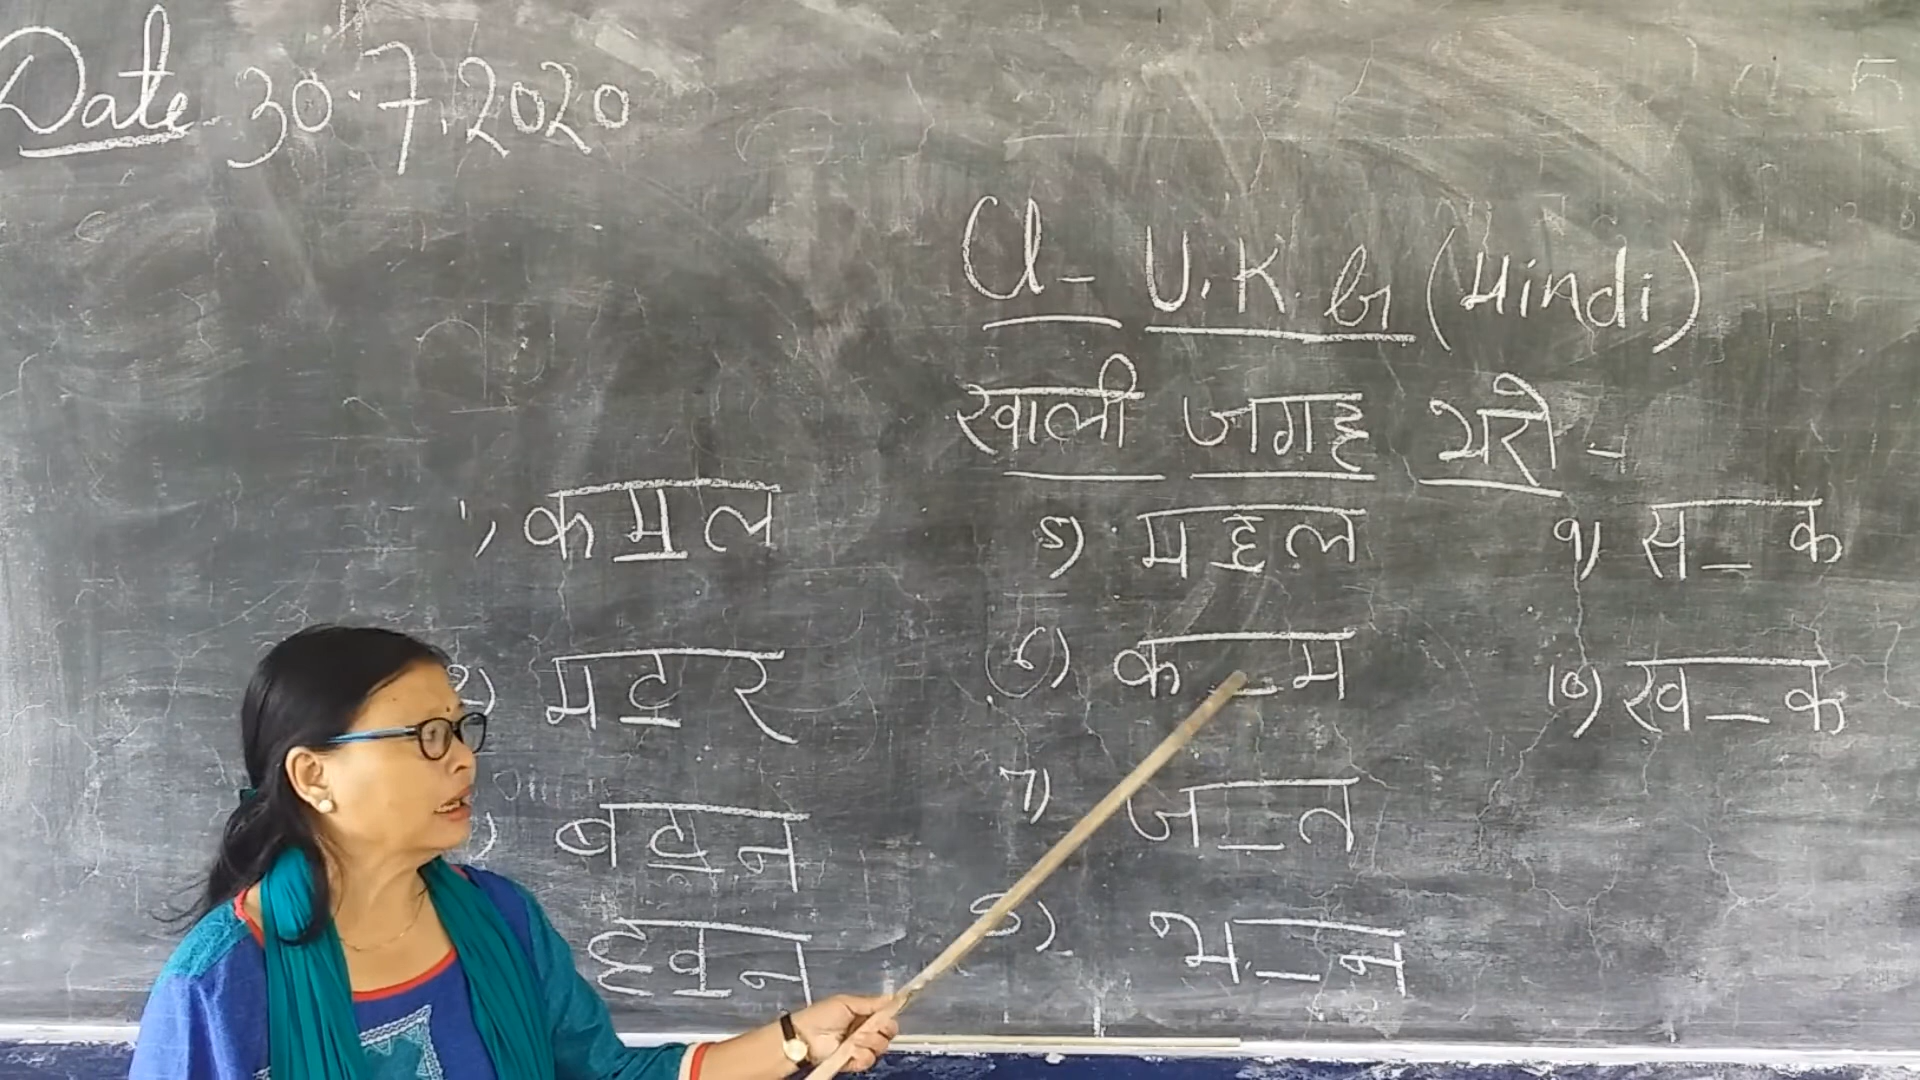 Date 30.7.2020
Cl - U.K.G (Hindi)
खाली जगह भरो -
1) कमल
2) मटर
बटन
हवन
5) महल
6) क_म
7) ज_त
8) भ_न
9) स_क
10) ख_क